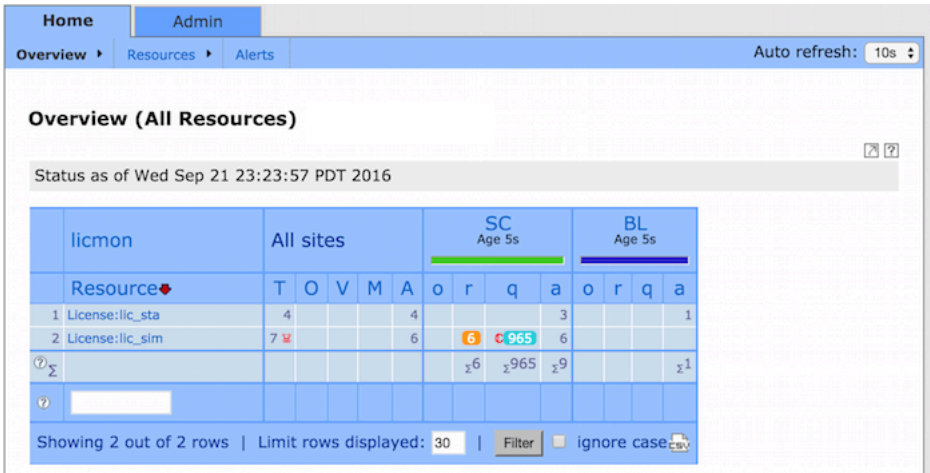 Home Admin
Overview Resources Alerts Auto refresh: 10s
Overview (All Resources)
?
Status as of Wed Sep 21 23:23:57 PDT 2016
licmon All sites SC BL
Age 5s Age 5s
Resource T O V M A o r q a o r q a
1 License:lic_sta 4 4 3 1
2 License:lic_sim 7 6 6 965 6
? Σ Σ6 Σ965 Σ9 Σ1
?
Showing 2 out of 2 rows | Limit rows displayed: 30 | Filter ignore case CSV